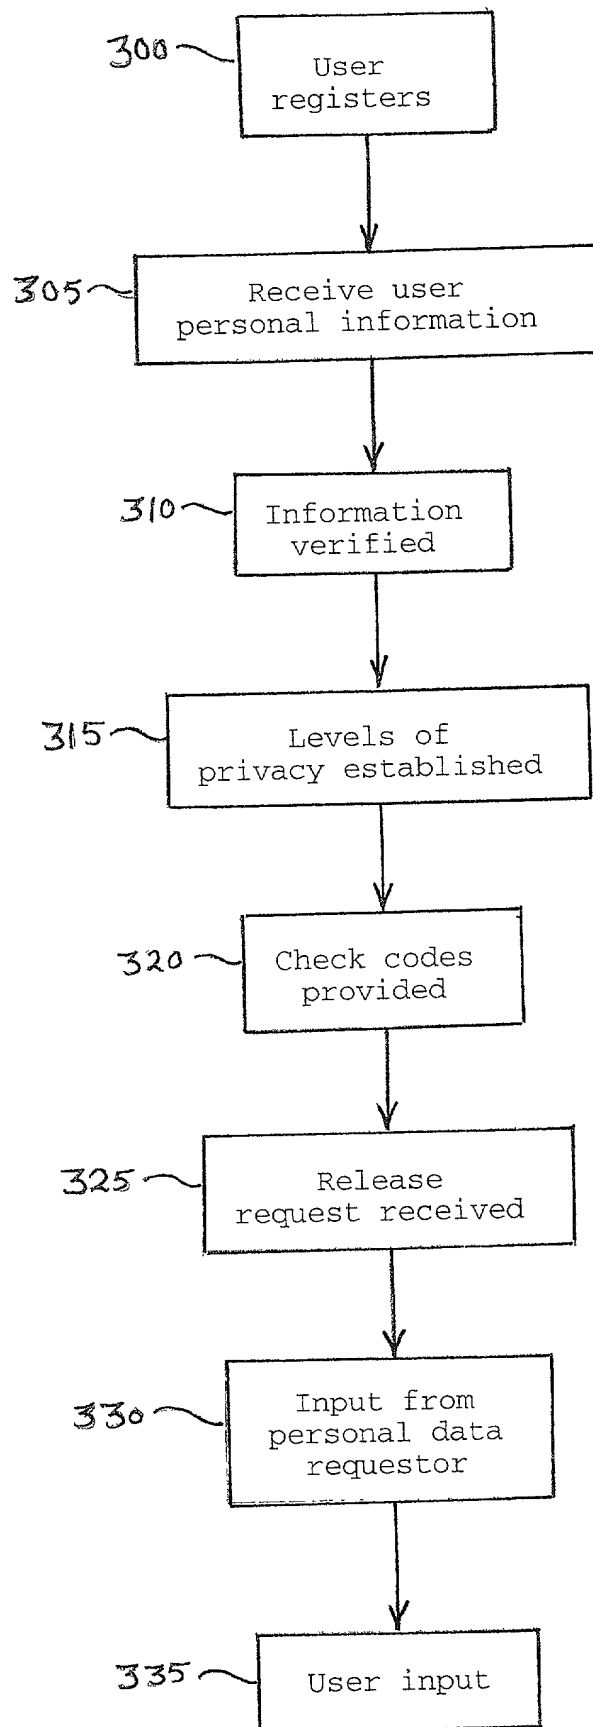 300
User
registers
305
Receive user
personal information
310
Information
verified
315
Levels of
privacy established
320
Check codes
provided
325
Release
request received
330
Input from
personal data
requestor
335
User input